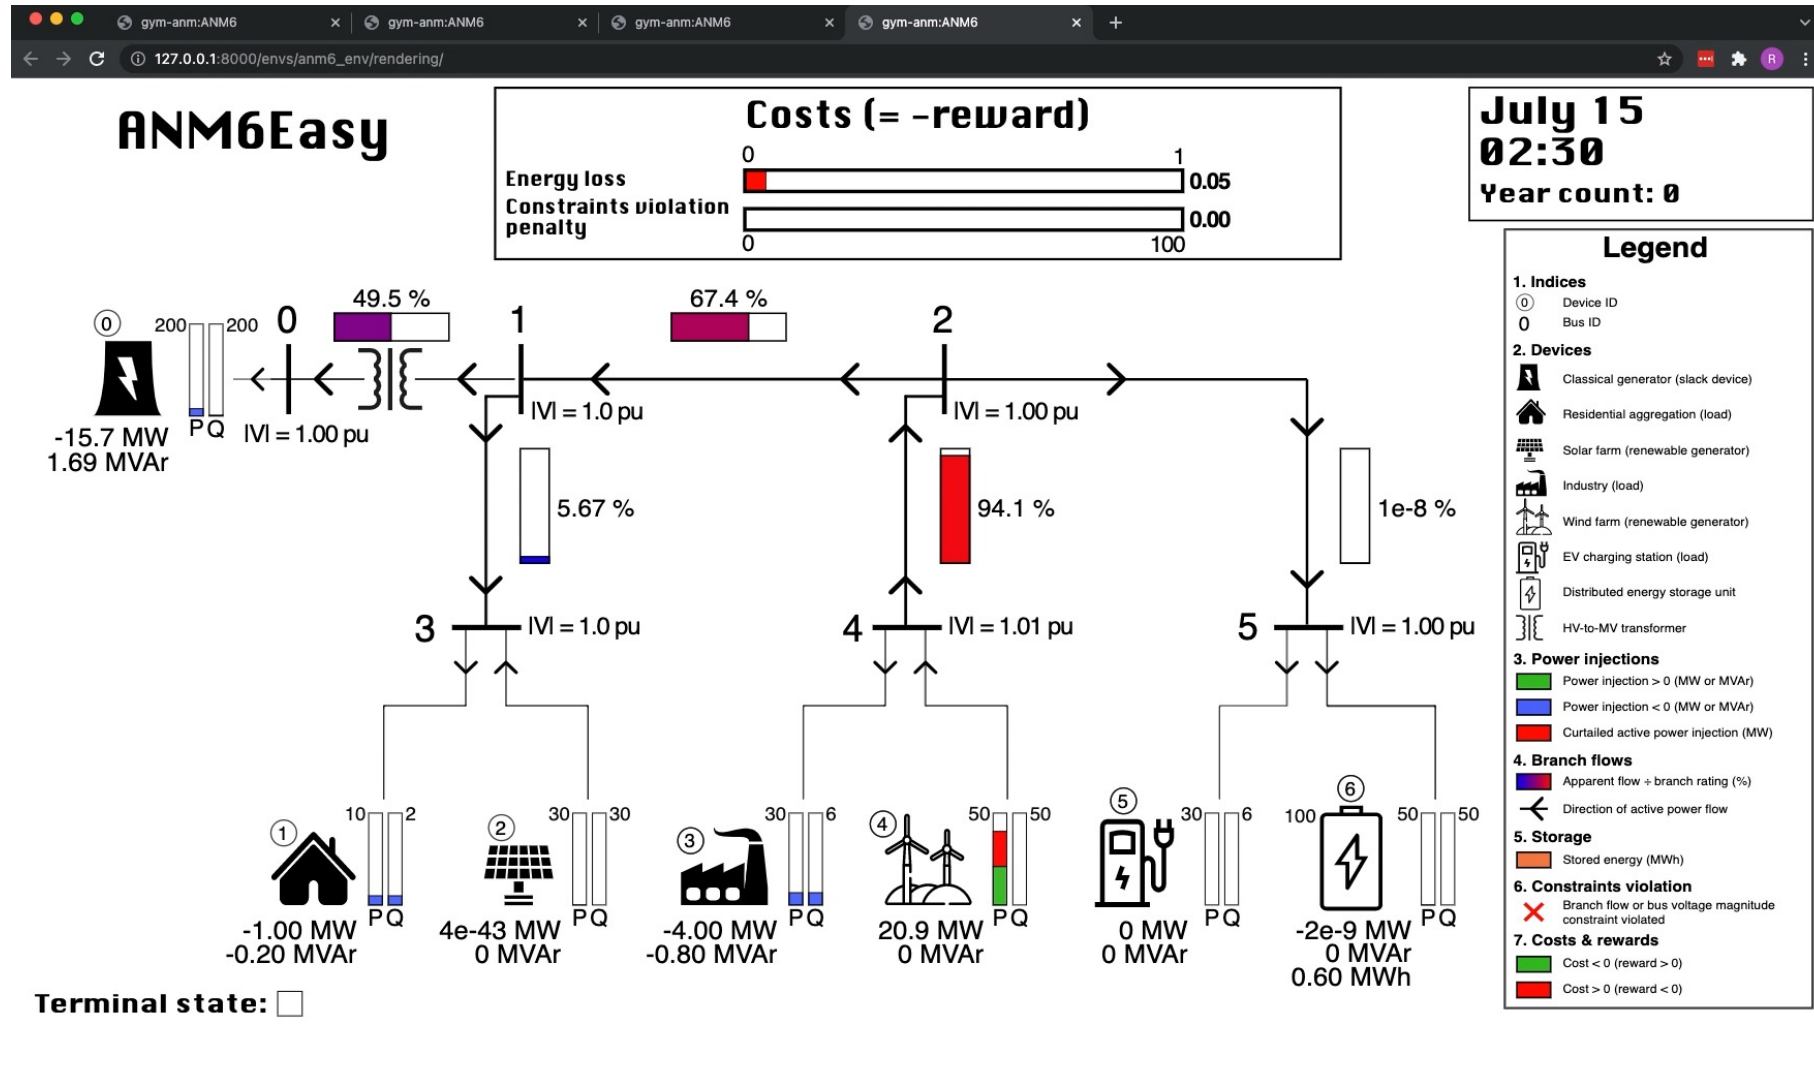 gym-anm:ANM6
gym-anm:ANM6
gym-anm:ANM6
gym-anm:ANM6
127.0.0.1:8000/envs/anm6_env/rendering/
R
ANM6Easy
Costs (= -reward)
0 1
Energy loss 0.05
Constraints violation
penalty 0.00
0 100
July 15
02:30
Year count: 0
0 200 200 0 49.5 % 1 67.4 % 2
-15.7 MW P Q |V| = 1.00 pu |V| = 1.0 pu |V| = 1.00 pu
1.69 MVAr
5.67 % 94.1 % 1e-8 %
3 |V| = 1.0 pu 4 |V| = 1.01 pu 5 |V| = 1.00 pu
1 10 2 2 30 30 3 30 6 4 50 50 5 30 6 6 100 50 50
P Q P Q P Q P Q P Q P Q
-1.00 MW 4e-43 MW -4.00 MW 20.9 MW 0 MW -2e-9 MW
-0.20 MVAr 0 MVAr -0.80 MVAr 0 MVAr 0 MVAr 0 MVAr
0.60 MWh
Terminal state:
Legend
1. Indices
0 Device ID
0 Bus ID
2. Devices
Classical generator (slack device)
Residential aggregation (load)
Solar farm (renewable generator)
Industry (load)
Wind farm (renewable generator)
EV charging station (load)
Distributed energy storage unit
HV-to-MV transformer
3. Power injections
Power injection > 0 (MW or MVAr)
Power injection < 0 (MW or MVAr)
Curtailed active power injection (MW)
4. Branch flows
Apparent flow ÷ branch rating (%)
Direction of active power flow
5. Storage
Stored energy (MWh)
6. Constraints violation
Branch flow or bus voltage magnitude
constraint violated
7. Costs & rewards
Cost < 0 (reward > 0)
Cost > 0 (reward < 0)